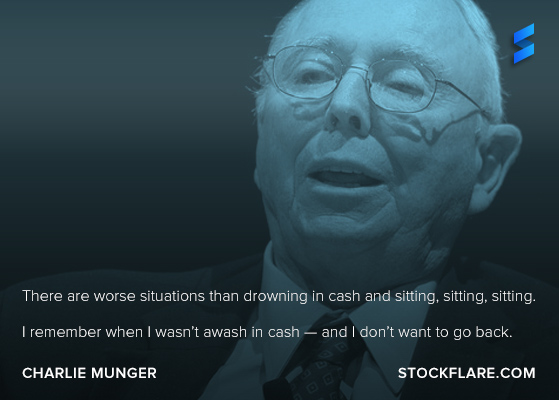 There are worse situations than drowning in cash and sitting, sitting, sitting.
I remember when I wasn’t awash in cash — and I don’t want to go back.
CHARLIE MUNGER
STOCKFLARE.COM